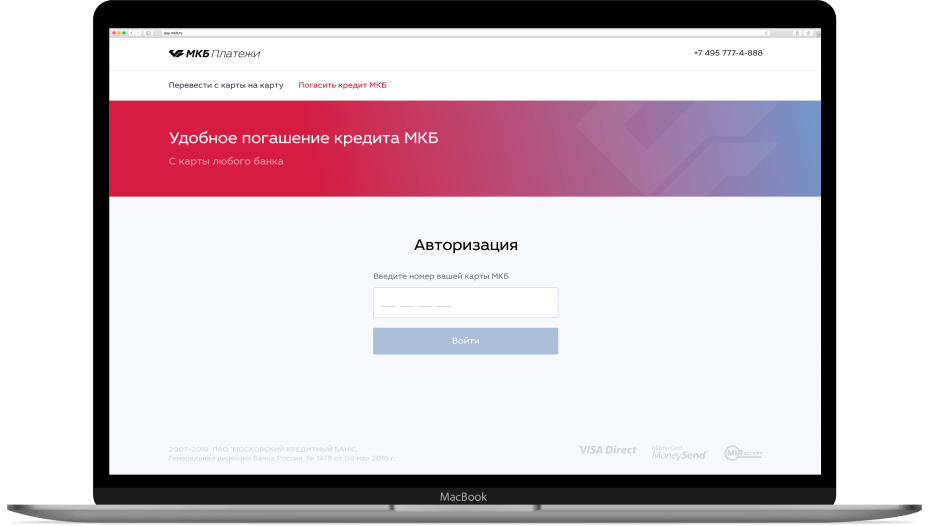 pay.mkb.ru
МКБ Платежи
+7 495 777-4-888
Перевести с карты на карту
Погасить кредит МКБ
Удобное погашение кредита МКБ
С карты любого банка
Авторизация
Введите номер вашей карты МКБ
Войти
2007-2019 ПАО "МОСКОВСКИЙ КРЕДИТНЫЙ БАНК".
Генеральная лицензия Банка России № 1978 от 06 мая 2016 г.
VISA Direct
MasterCard
MoneySend
MIR ACCEPT
MacBook